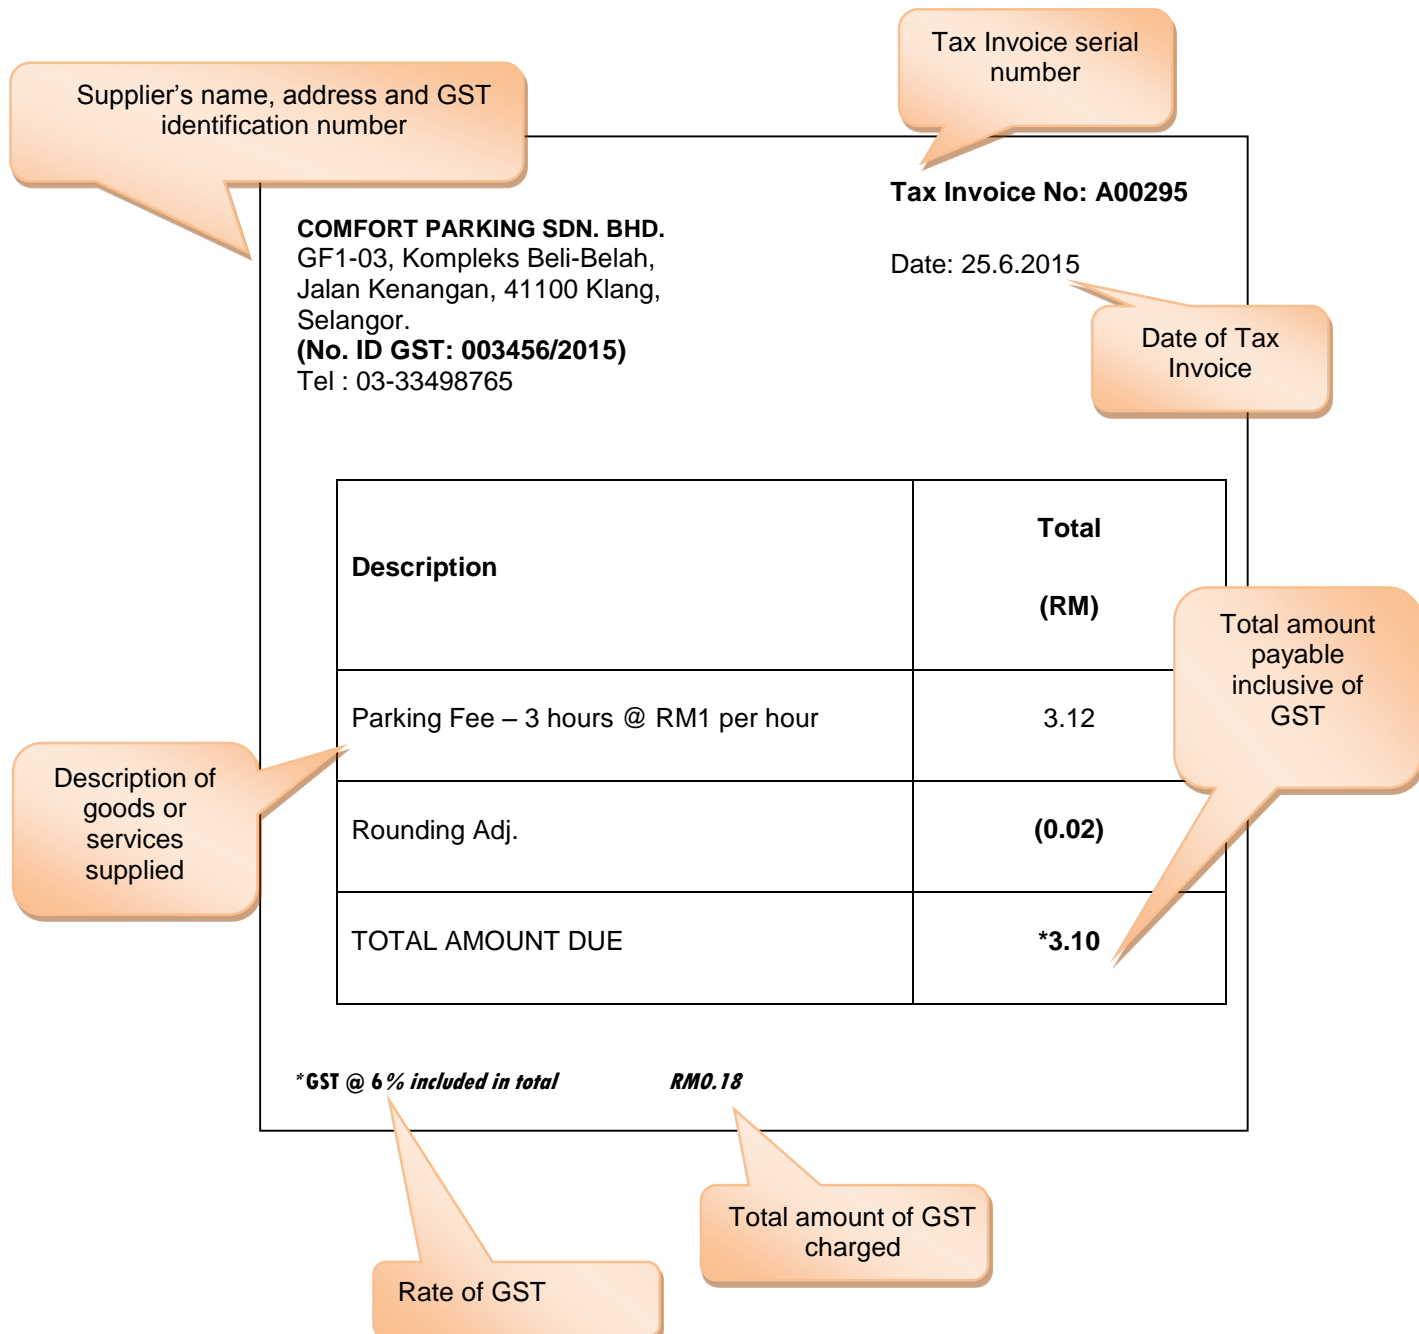 Tax Invoice serial
number
Supplier’s name, address and GST
identification number
Tax Invoice No: A00295
COMFORT PARKING SDN. BHD.
GF1-03, Kompleks Beli-Belah,
Jalan Kenangan, 41100 Klang,
Selangor.
(No. ID GST: 003456/2015)
Tel : 03-33498765
Date: 25.6.2015
Date of Tax
Invoice
Description
Total
(RM)
Total amount
payable
inclusive of
GST
Parking Fee – 3 hours @ RM1 per hour
3.12
Description of
goods or
services
supplied
Rounding Adj.
(0.02)
TOTAL AMOUNT DUE
*3.10
*GST @ 6% included in total RM0.18
Total amount of GST
charged
Rate of GST